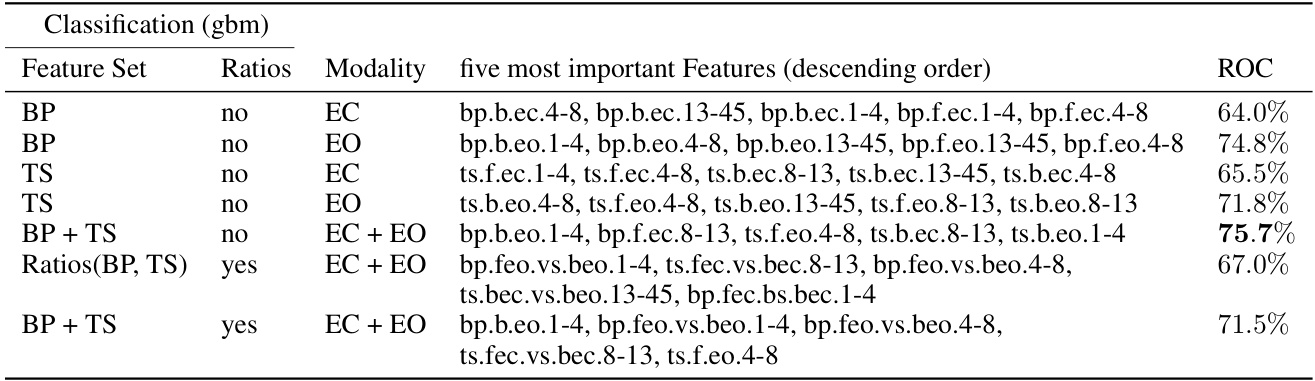 Classification (gbm)
Feature Set Ratios Modality five most important Features (descending order) ROC
BP no EC bp.b.ec.4-8, bp.b.ec.13-45, bp.b.ec.1-4, bp.f.ec.1-4, bp.f.ec.4-8 64.0%
BP no EO bp.b.eo.1-4, bp.b.eo.4-8, bp.b.eo.13-45, bp.f.eo.13-45, bp.f.eo.4-8 74.8%
TS no EC ts.f.ec.1-4, ts.f.ec.4-8, ts.b.ec.8-13, ts.b.ec.13-45, ts.b.ec.4-8 65.5%
TS no EO ts.b.eo.4-8, ts.f.eo.4-8, ts.b.eo.13-45, ts.f.eo.8-13, ts.b.eo.8-13 71.8%
BP + TS no EC + EO bp.b.eo.1-4, bp.f.ec.8-13, ts.f.eo.4-8, ts.b.ec.8-13, ts.b.eo.1-4 75.7%
Ratios(BP, TS) yes EC + EO bp.feo.vs.beo.1-4, ts.fec.vs.bec.8-13, bp.feo.vs.beo.4-8, 67.0%
ts.bec.vs.beo.13-45, bp.fec.bs.bec.1-4
BP + TS yes EC + EO bp.b.eo.1-4, bp.feo.vs.beo.1-4, bp.feo.vs.beo.4-8, 71.5%
ts.fec.vs.bec.8-13, ts.f.eo.4-8